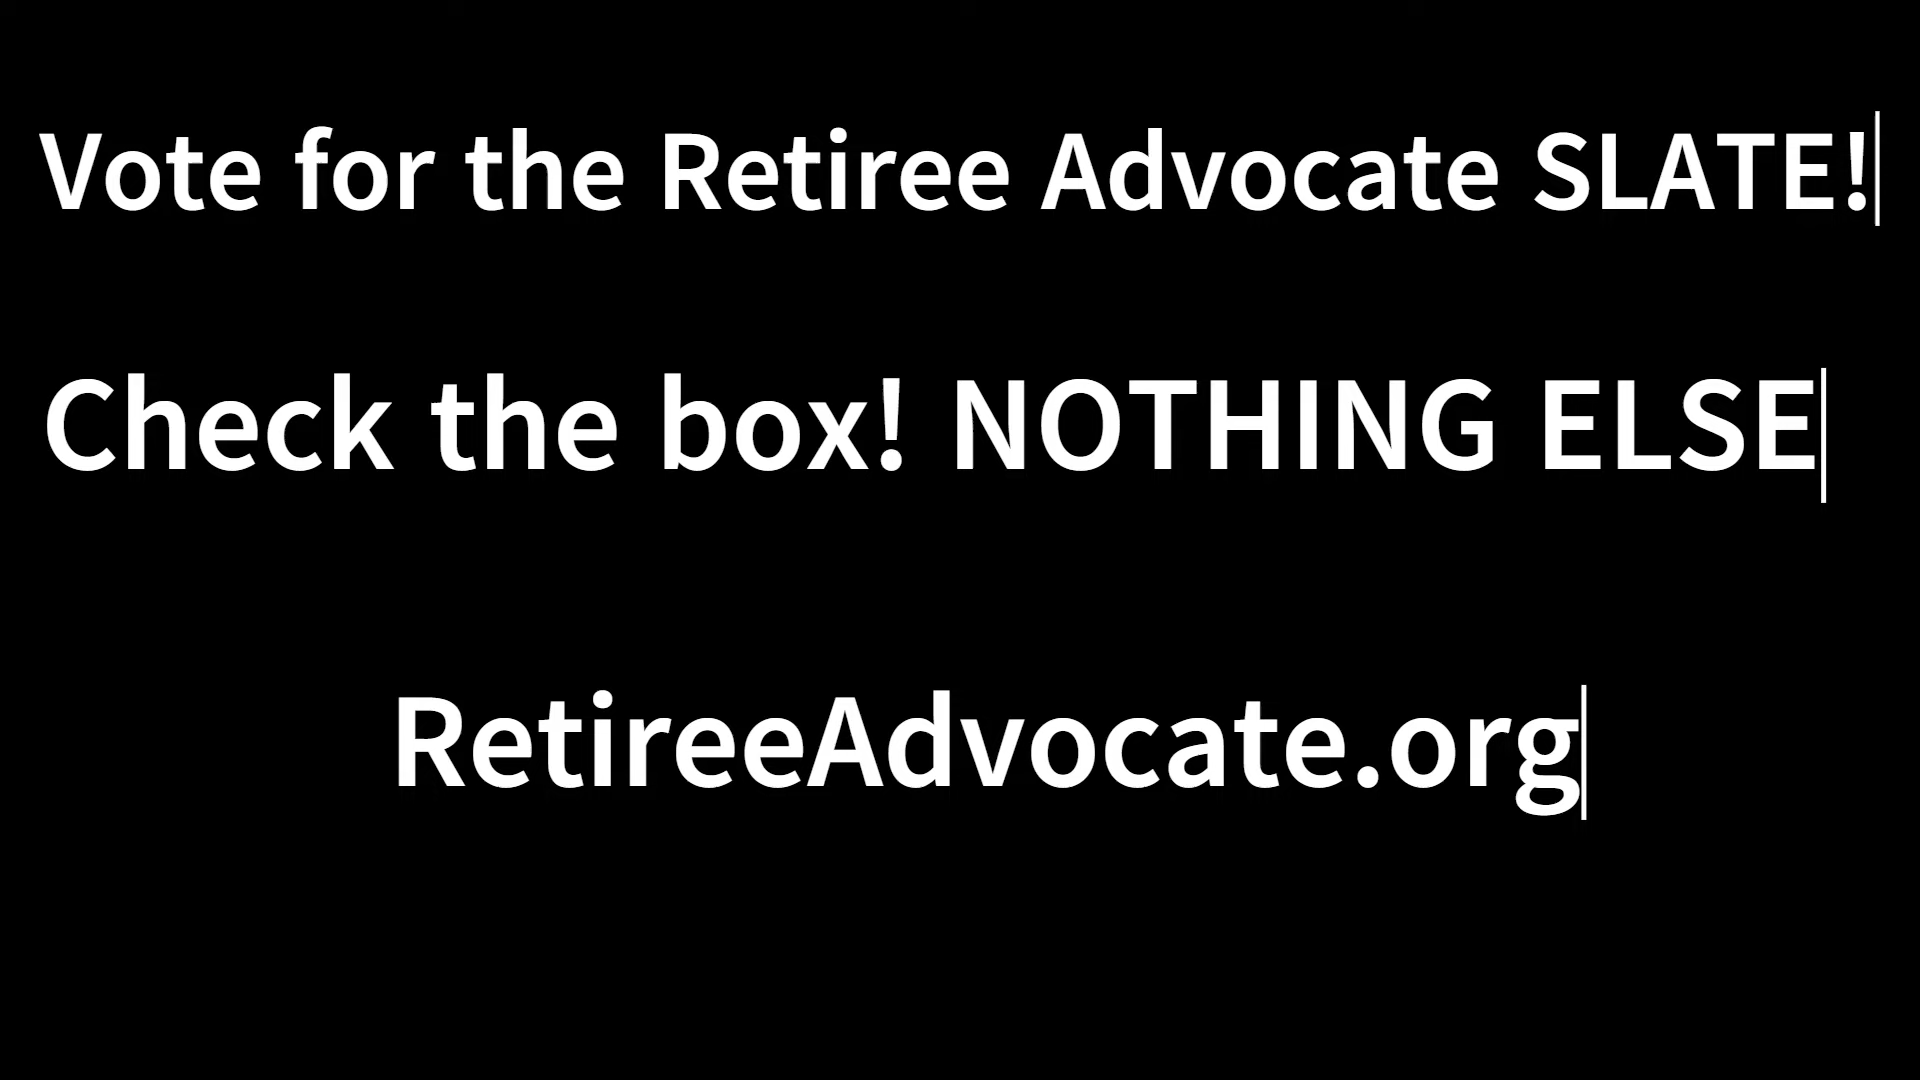 Vote for the Retiree Advocate SLATE!
Check the box! NOTHING ELSE
RetireeAdvocate.org